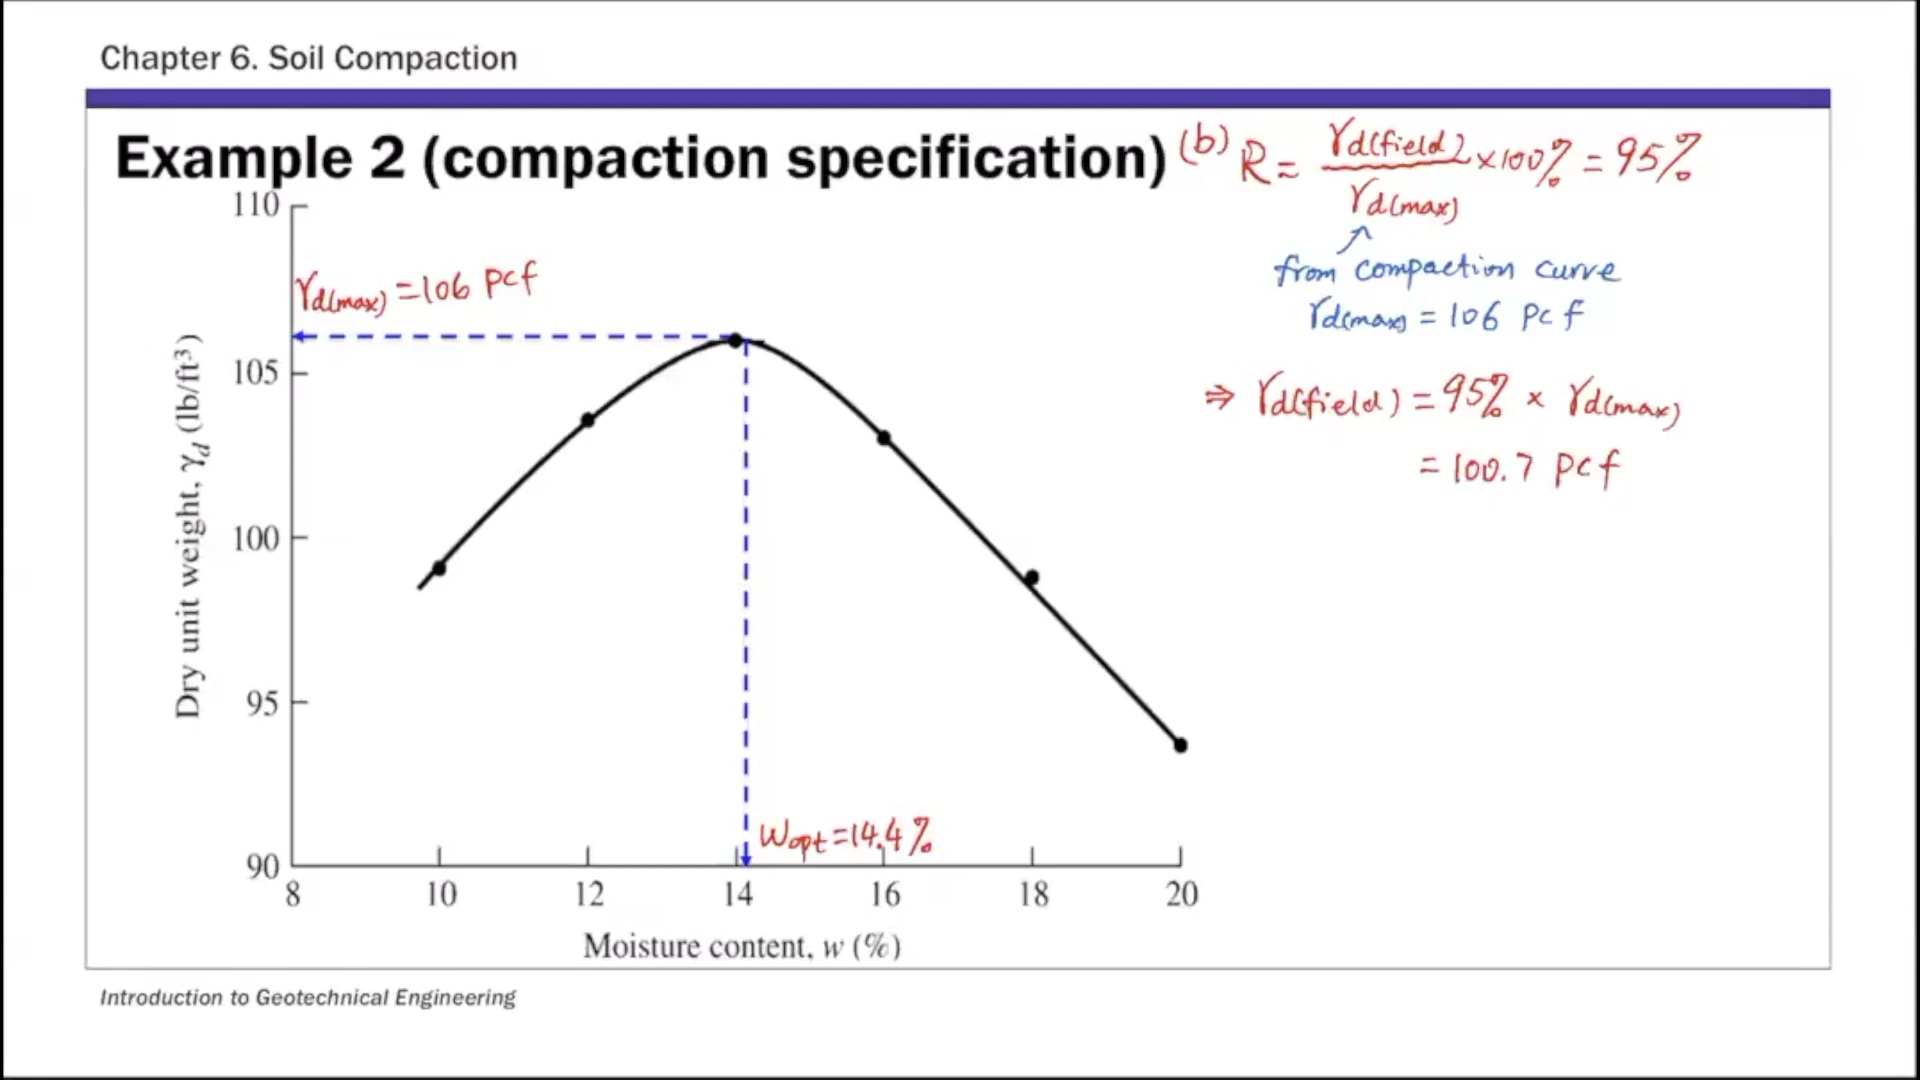 Chapter 6. Soil Compaction
Example 2 (compaction specification)
(b) R = γd(field) / γd(max) ×100% = 95%
from compaction curve
γd(max) = 106 pcf
⇒ γd(field) = 95% × γd(max)
= 100.7 pcf
γd(max) = 106 pcf
Dry unit weight, γd (lb/ft³)
110
105
100
95
90
wopt = 14.4%
8 10 12 14 16 18 20
Moisture content, w (%)
Introduction to Geotechnical Engineering